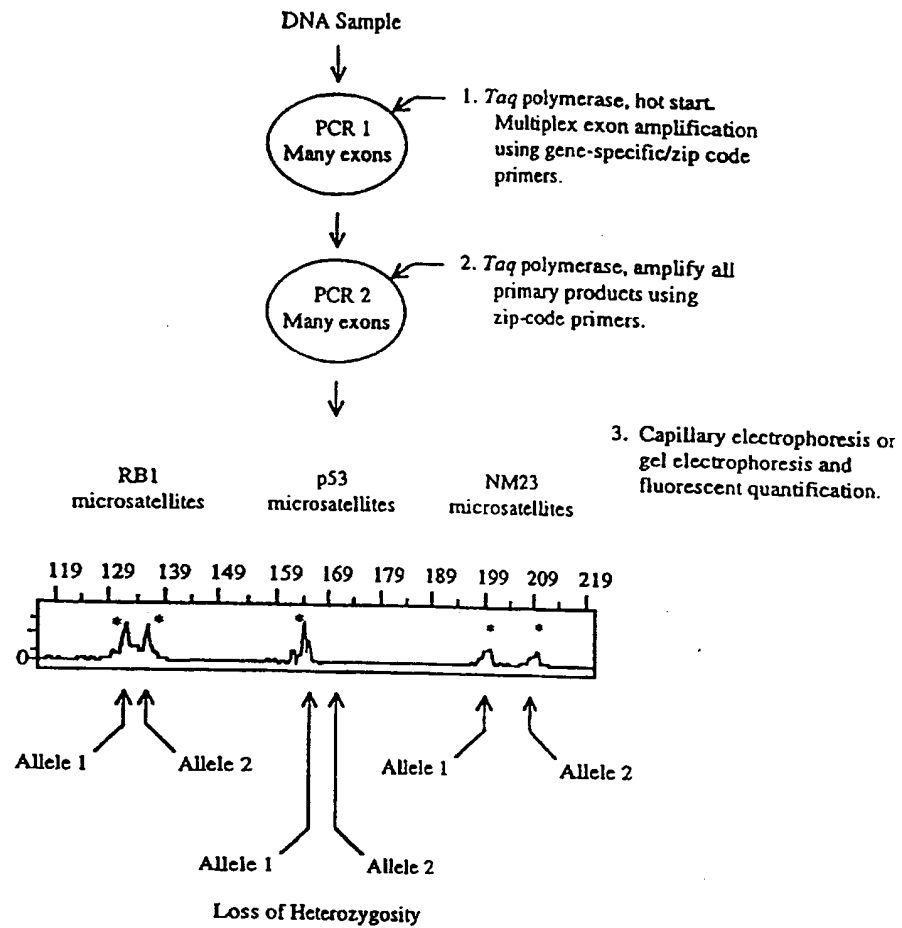 DNA Sample
PCR 1
Many exons
1. Taq polymerase, hot start.
Multiplex exon amplification
using gene-specific/zip code
primers.
PCR 2
Many exons
2. Taq polymerase, amplify all
primary products using
zip-code primers.
3. Capillary electrophoresis or
gel electrophoresis and
fluorescent quantification.
RB1
microsatellites
p53
microsatellites
NM23
microsatellites
119 129 139 149 159 169 179 189 199 209 219
* * * * *
0
Allele 1
Allele 2
Allele 1
Allele 2
Allele 1
Allele 2
Loss of Heterozygosity